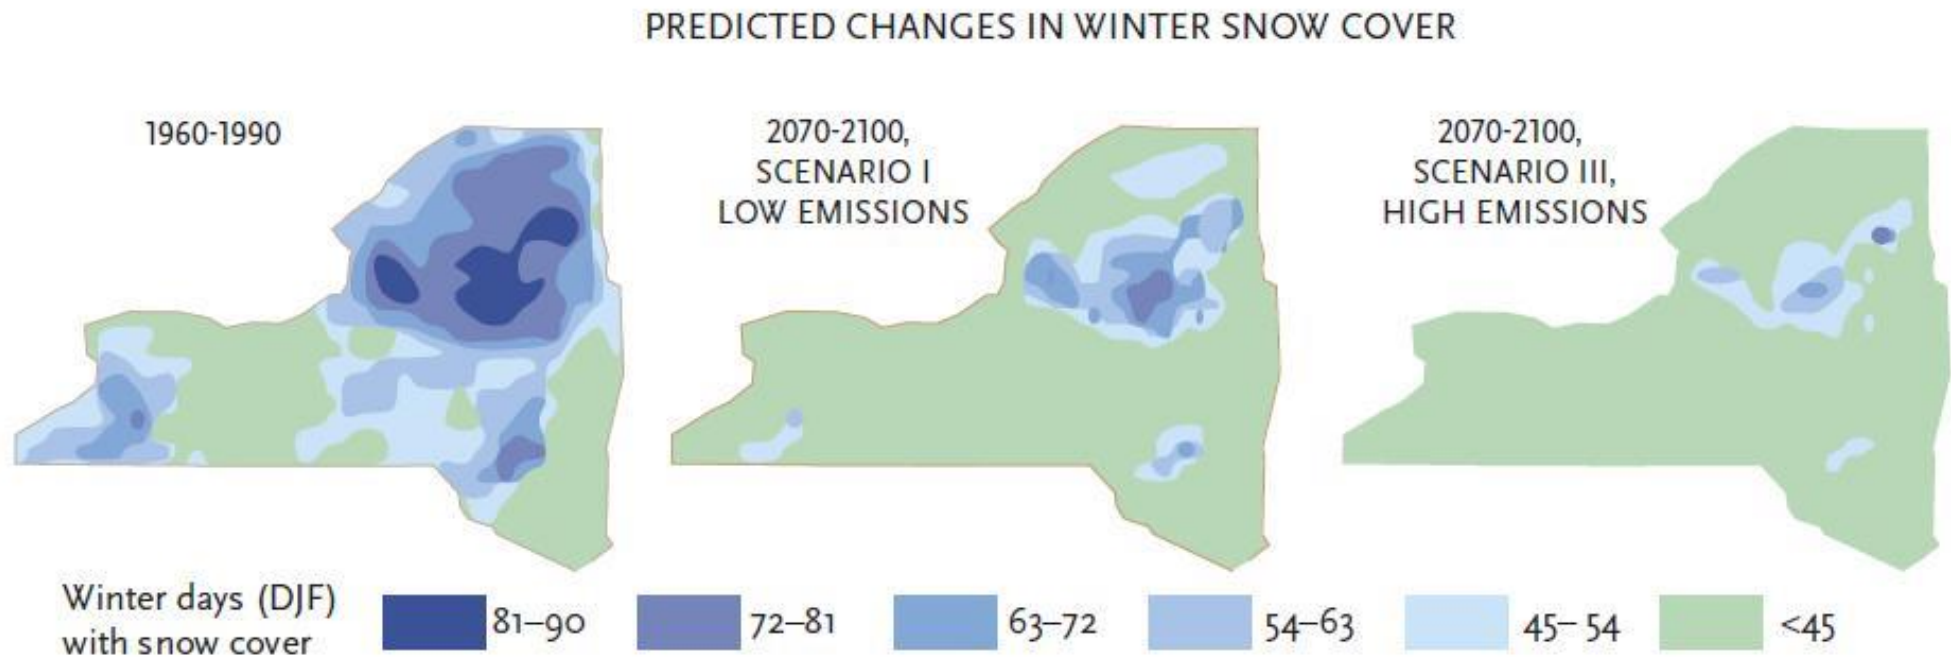 PREDICTED CHANGES IN WINTER SNOW COVER
1960-1990
2070-2100,
SCENARIO I
LOW EMISSIONS
2070-2100,
SCENARIO III,
HIGH EMISSIONS
Winter days (DJF)
with snow cover
81–90
72–81
63–72
54–63
45– 54
<45